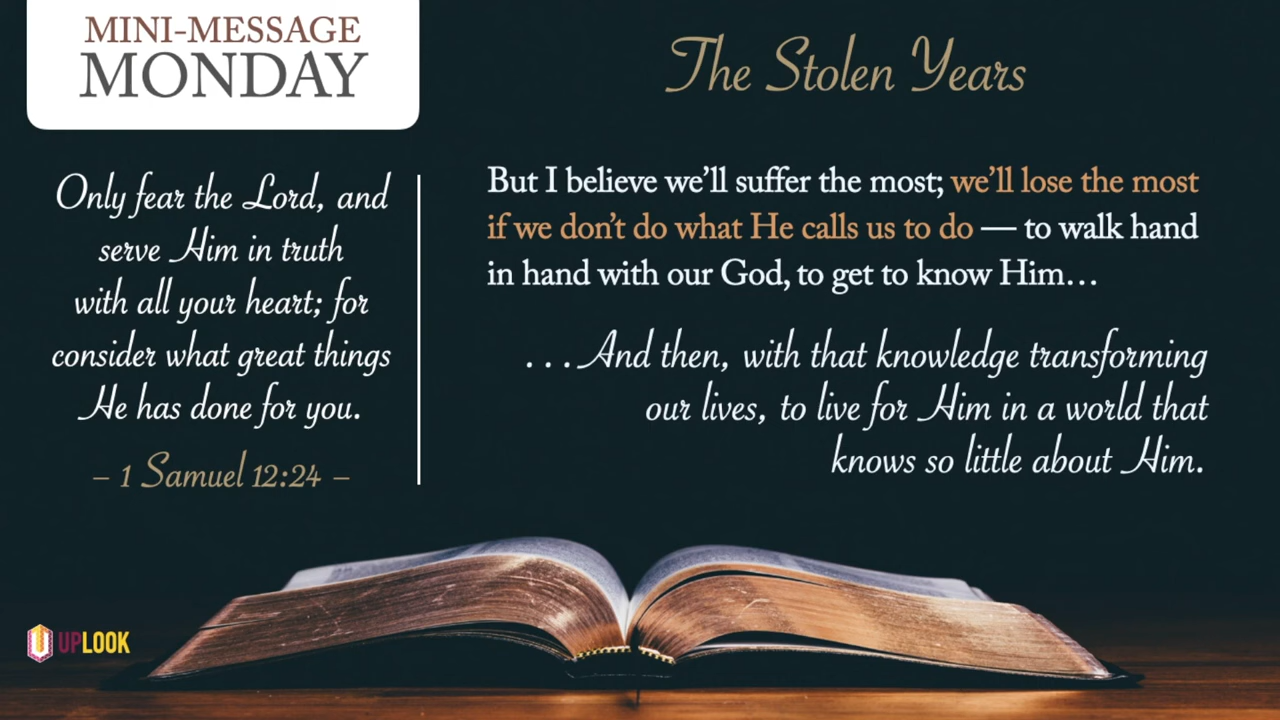 MINI-MESSAGE
MONDAY
The Stolen Years
Only fear the Lord, and
serve Him in truth
with all your heart; for
consider what great things
He has done for you.
– 1 Samuel 12:24 –
But I believe we’ll suffer the most; we’ll lose the most
if we don’t do what He calls us to do — to walk hand
in hand with our God, to get to know Him…
...And then, with that knowledge transforming
our lives, to live for Him in a world that
knows so little about Him.
UPLOOK